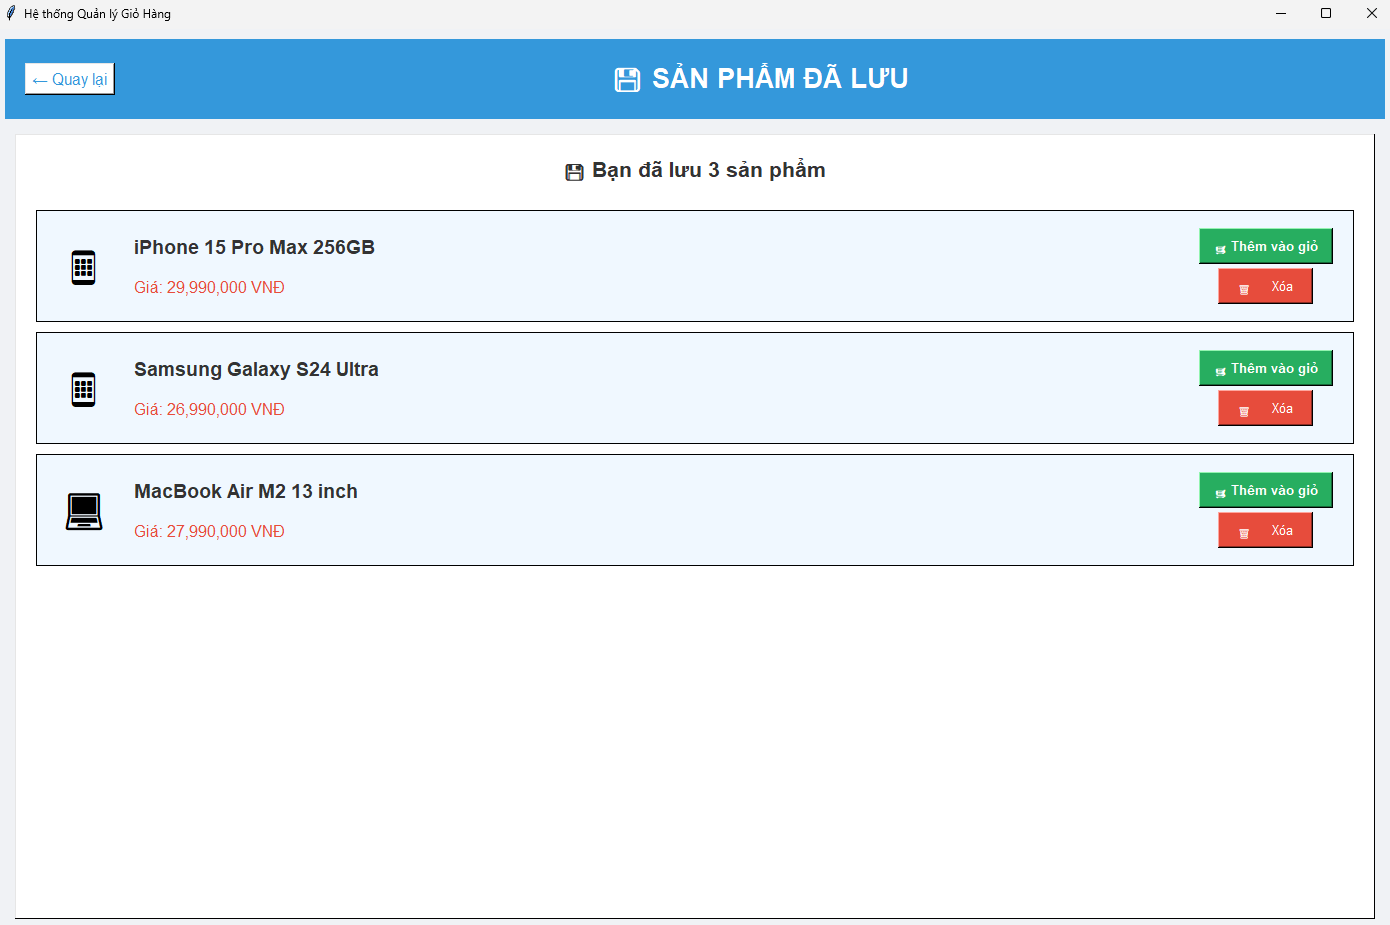 Hệ thống Quản lý Giỏ Hàng
← Quay lại
SẢN PHẨM ĐÃ LƯU
Bạn đã lưu 3 sản phẩm
iPhone 15 Pro Max 256GB
Giá: 29,990,000 VNĐ
Thêm vào giỏ
Xóa
Samsung Galaxy S24 Ultra
Giá: 26,990,000 VNĐ
Thêm vào giỏ
Xóa
MacBook Air M2 13 inch
Giá: 27,990,000 VNĐ
Thêm vào giỏ
Xóa